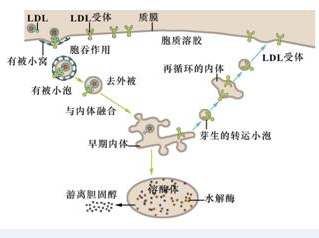 LDL
LDL受体
质膜
胞吞作用
胞质溶胶
有被小窝
LDL受体
去外被
再循环的内体
有被小泡
与内体融合
早期内体
芽生的转运小泡
溶酶体
游离胆固醇
水解酶